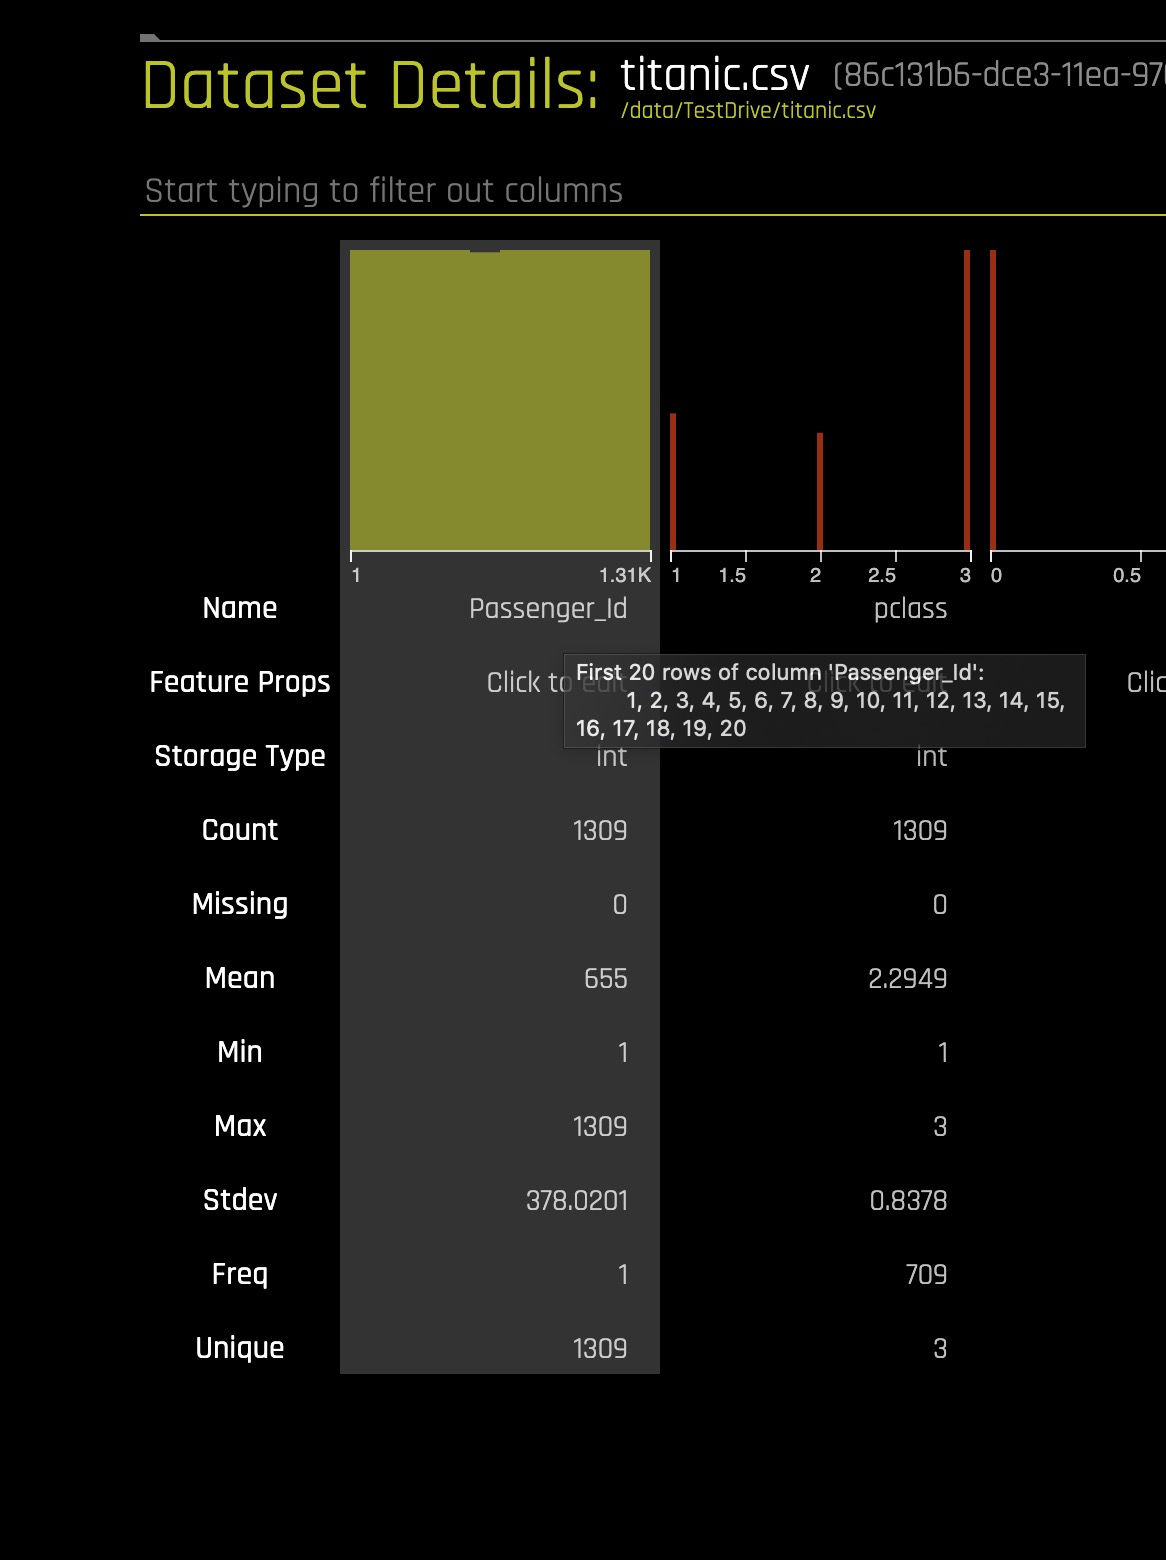 Dataset Details: titanic.csv (86c131b6-dce3-11ea-97
/data/TestDrive/titanic.csv
Start typing to filter out columns
1 1.31K 1 1.5 2 2.5 3 0 0.5
Name Passenger_Id pclass
Feature Props Click to edit Click to edit Clic
First 20 rows of column 'Passenger_Id':
1, 2, 3, 4, 5, 6, 7, 8, 9, 10, 11, 12, 13, 14, 15,
16, 17, 18, 19, 20
Storage Type int int
Count 1309 1309
Missing 0 0
Mean 655 2.2949
Min 1 1
Max 1309 3
Stdev 378.0201 0.8378
Freq 1 709
Unique 1309 3